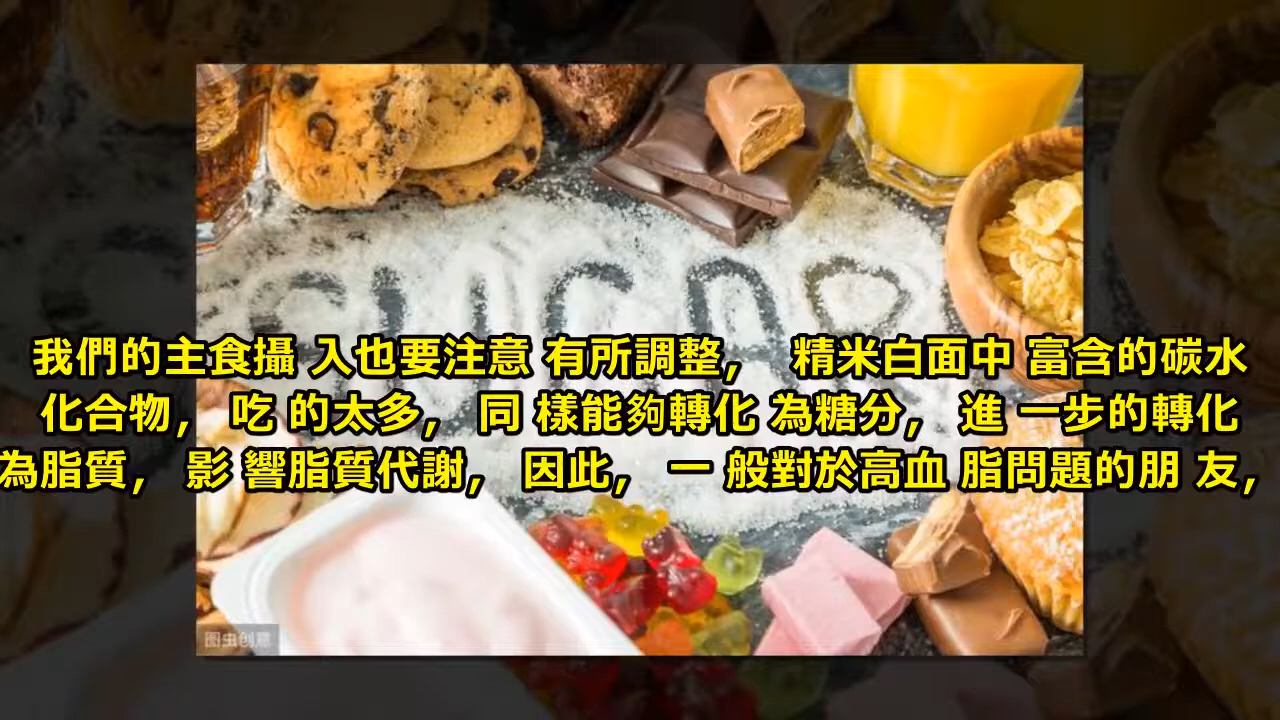 SUGAR
我們的主食攝 入也要注意 有所調整， 精米白面中 富含的碳水
化合物， 吃 的太多， 同 樣能夠轉化 為糖分， 進 一步的轉化
為脂質， 影 響脂質代謝， 因此， 一 般對於高血 脂問題的朋 友，
图虫创意